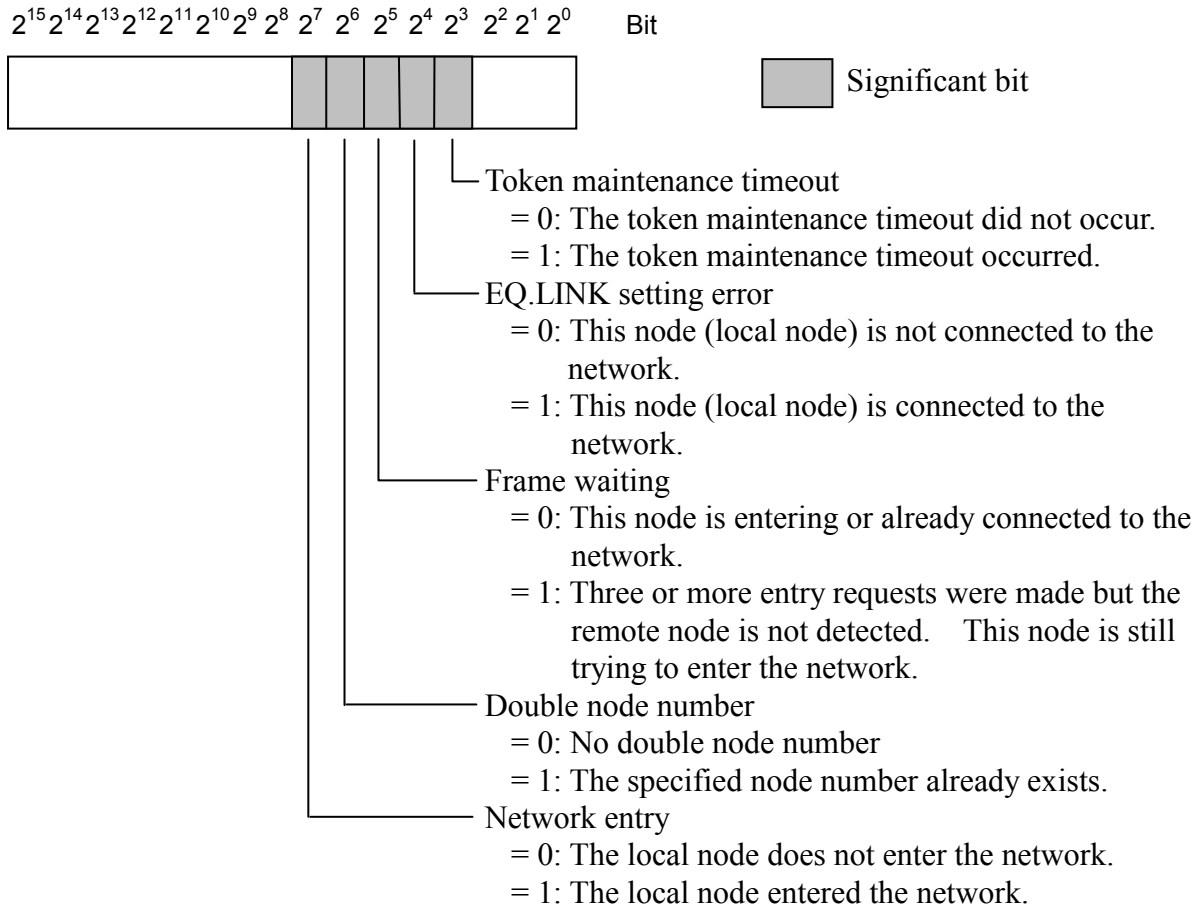 2¹⁵ 2¹⁴ 2¹³ 2¹² 2¹¹ 2¹⁰ 2⁹ 2⁸ 2⁷ 2⁶ 2⁵ 2⁴ 2³ 2² 2¹ 2⁰ Bit
Significant bit
Token maintenance timeout
= 0: The token maintenance timeout did not occur.
= 1: The token maintenance timeout occurred.
EQ.LINK setting error
= 0: This node (local node) is not connected to the
network.
= 1: This node (local node) is connected to the
network.
Frame waiting
= 0: This node is entering or already connected to the
network.
= 1: Three or more entry requests were made but the
remote node is not detected. This node is still
trying to enter the network.
Double node number
= 0: No double node number
= 1: The specified node number already exists.
Network entry
= 0: The local node does not enter the network.
= 1: The local node entered the network.